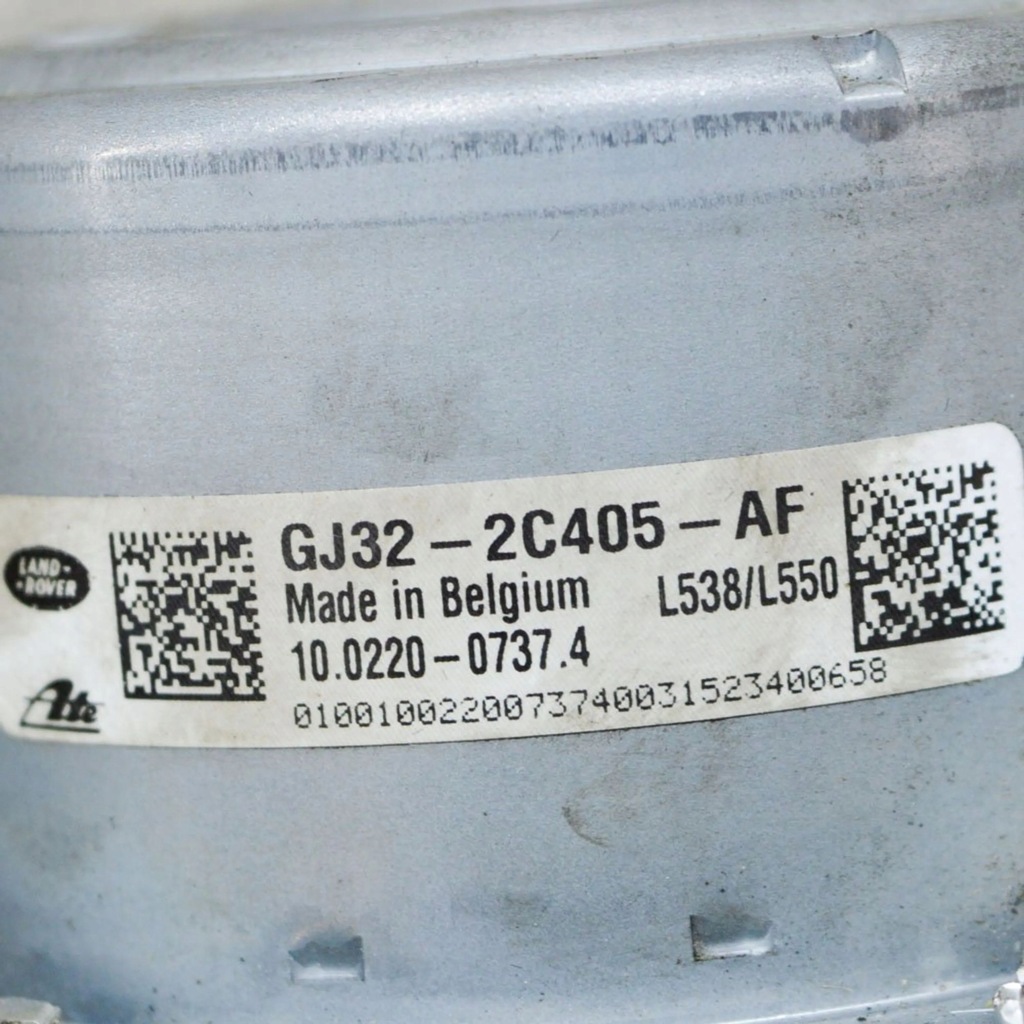 LAND-
-ROVER
Ate
GJ32 – 2C405 – AF
Made in Belgium L538/L550
10.0220–0737.4
0100100220073740031523400658